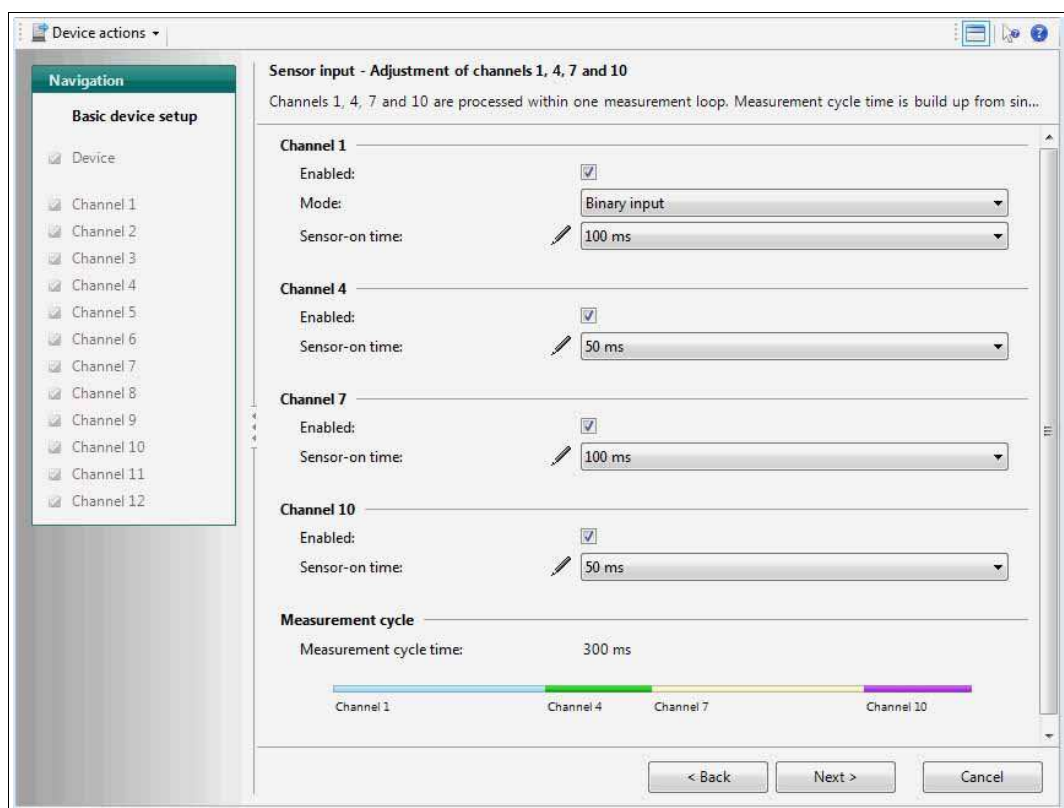 Device actions
Navigation
Basic device setup
Device
Channel 1
Channel 2
Channel 3
Channel 4
Channel 5
Channel 6
Channel 7
Channel 8
Channel 9
Channel 10
Channel 11
Channel 12
Sensor input - Adjustment of channels 1, 4, 7 and 10
Channels 1, 4, 7 and 10 are processed within one measurement loop. Measurement cycle time is build up from sin...
Channel 1
Enabled:
Mode: Binary input
Sensor-on time: 100 ms
Channel 4
Enabled:
Sensor-on time: 50 ms
Channel 7
Enabled:
Sensor-on time: 100 ms
Channel 10
Enabled:
Sensor-on time: 50 ms
Measurement cycle
Measurement cycle time: 300 ms
Channel 1 Channel 4 Channel 7 Channel 10
< Back Next > Cancel